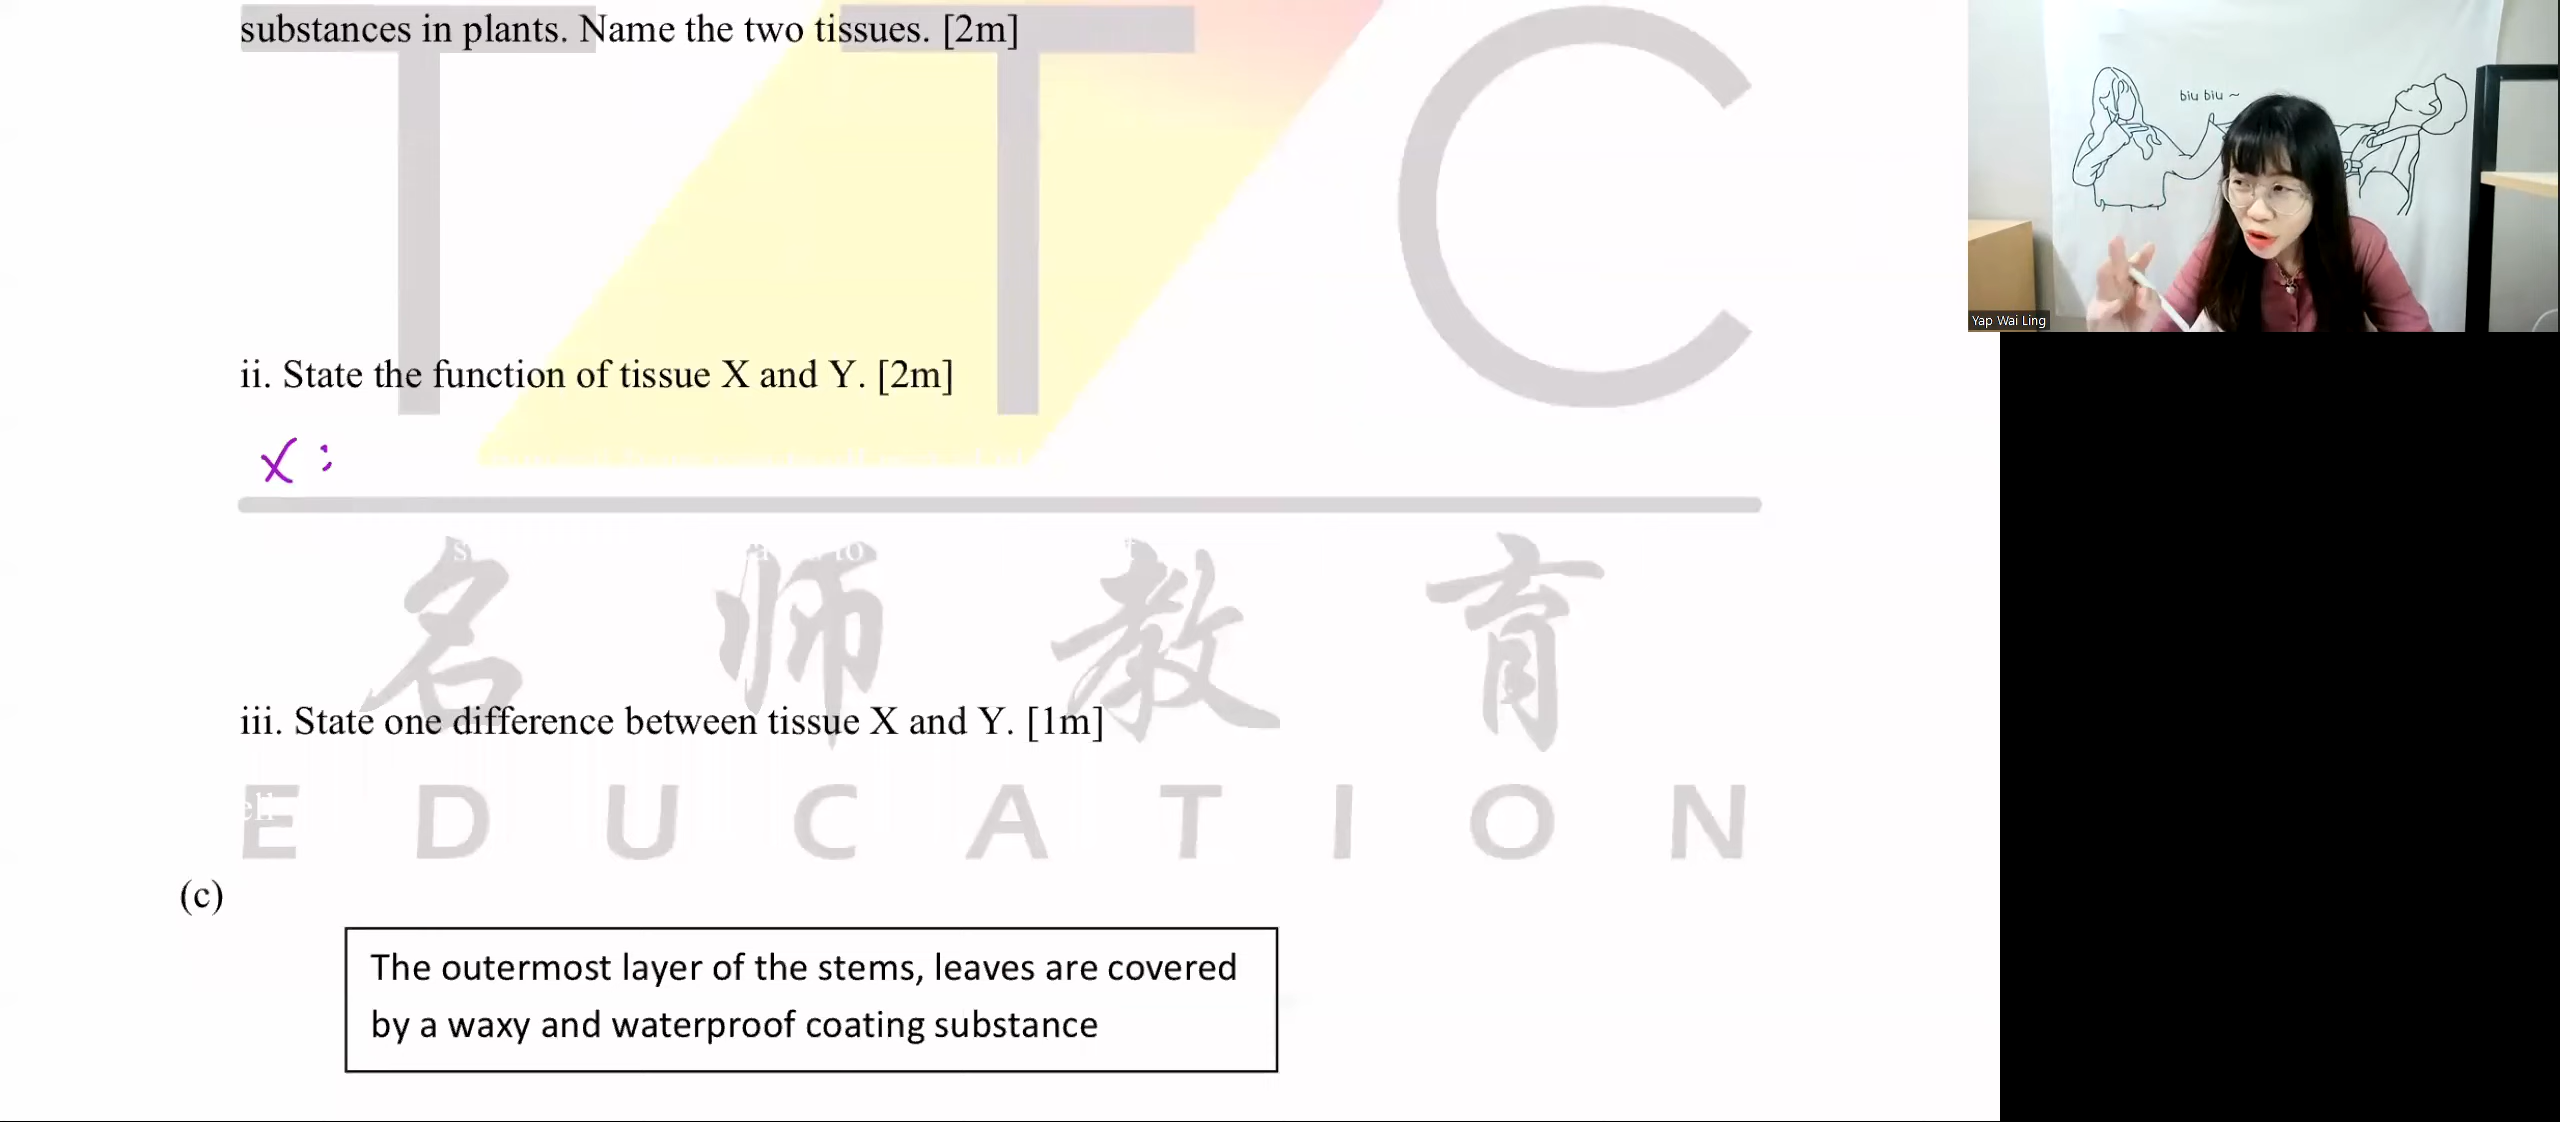 substances in plants. Name the two tissues. [2m]
TTC
biu biu ~
Yap Wai Ling
ii. State the function of tissue X and Y. [2m]
X :
名师教育
iii. State one difference between tissue X and Y. [1m]
EDUCATION
(c)
The outermost layer of the stems, leaves are covered
by a waxy and waterproof coating substance